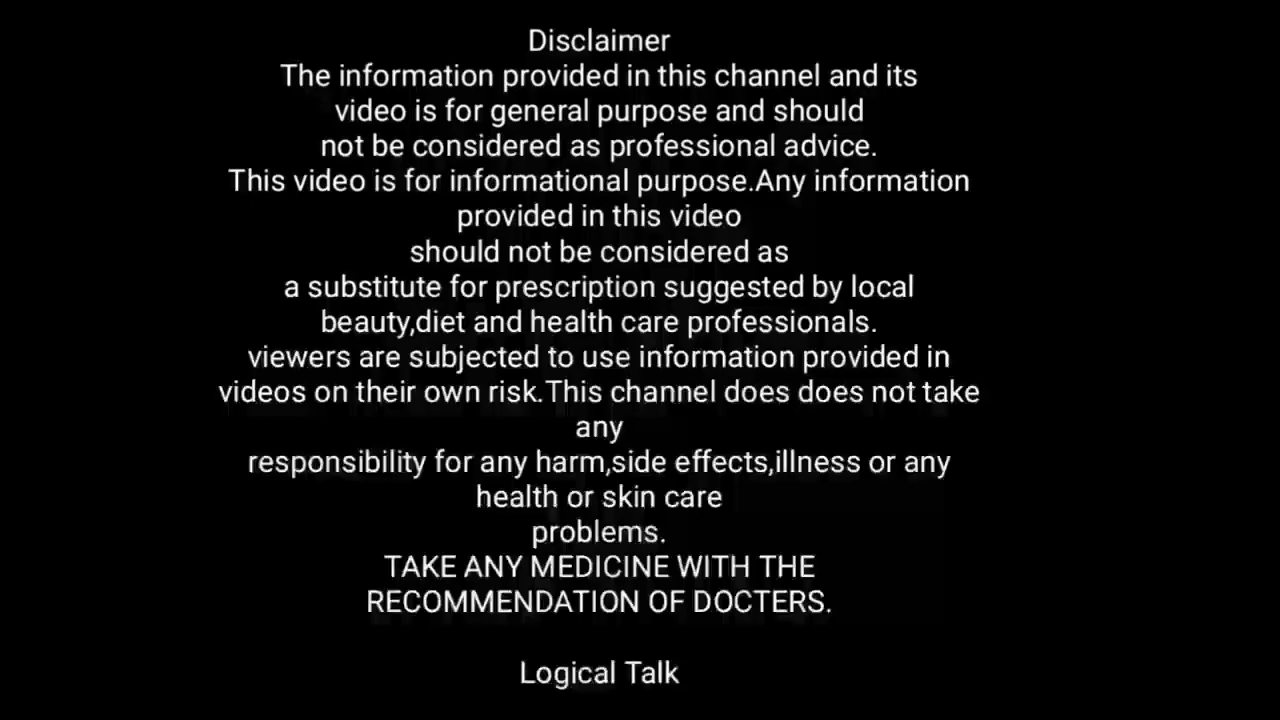 Disclaimer
The information provided in this channel and its
video is for general purpose and should
not be considered as professional advice.
This video is for informational purpose.Any information
provided in this video
should not be considered as
a substitute for prescription suggested by local
beauty,diet and health care professionals.
viewers are subjected to use information provided in
videos on their own risk.This channel does does not take
any
responsibility for any harm,side effects,illness or any
health or skin care
problems.
TAKE ANY MEDICINE WITH THE
RECOMMENDATION OF DOCTERS.
Logical Talk